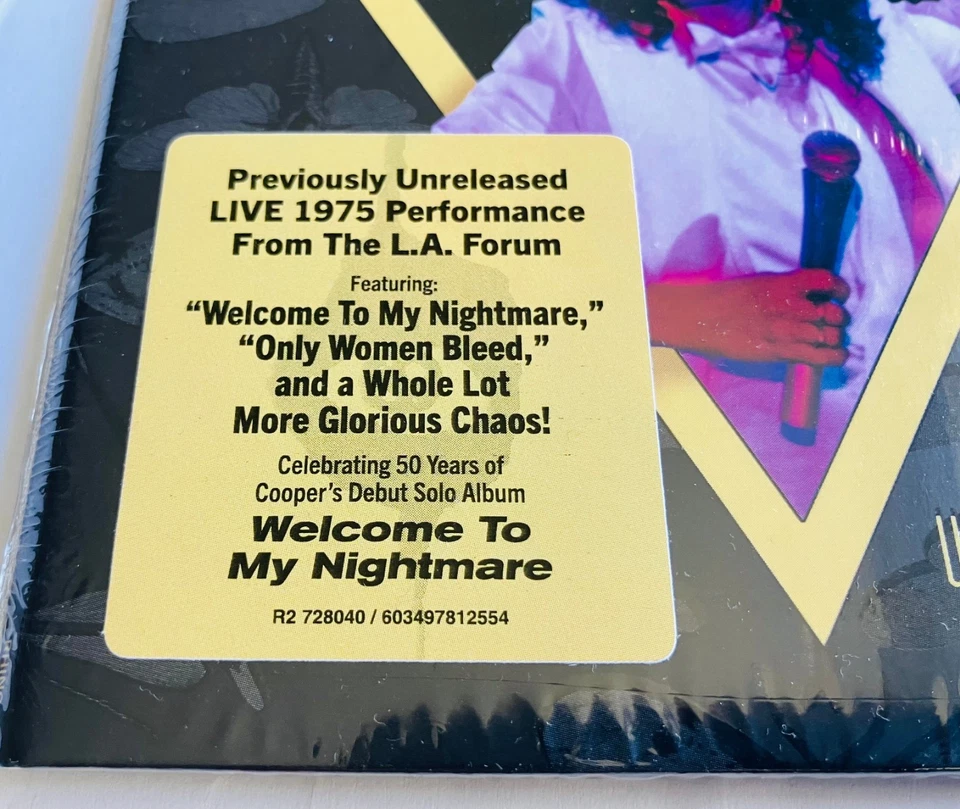 Previously Unreleased
LIVE 1975 Performance
From The L.A. Forum
Featuring:
“Welcome To My Nightmare,”
“Only Women Bleed,”
and a Whole Lot
More Glorious Chaos!
Celebrating 50 Years of
Cooper’s Debut Solo Album
Welcome To
My Nightmare
R2 728040 / 603497812554